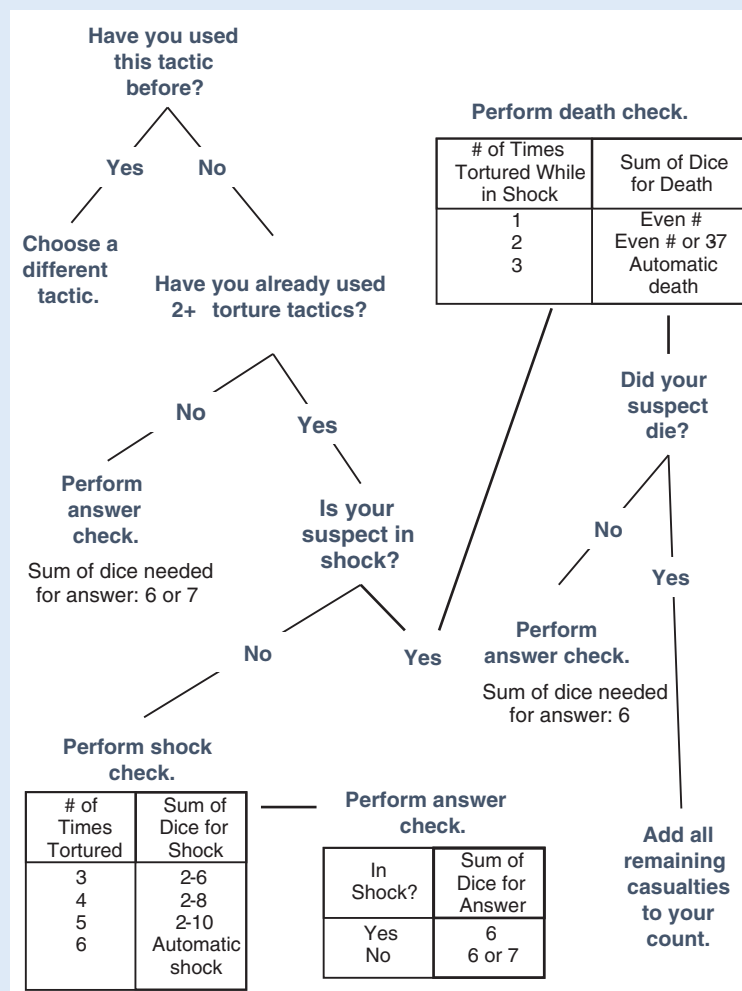 Have you used
this tactic
before?
Yes
No
Choose a
different
tactic.
Have you already used
2+ torture tactics?
No
Yes
Perform
answer
check.
Sum of dice needed
for answer: 6 or 7
Is your
suspect in
shock?
No
Yes
Perform shock
check.
# of
Times
Tortured
Sum of
Dice for
Shock
3 2-6
4 2-8
5 2-10
6 Automatic
shock
Perform answer
check.
In
Shock?
Sum of
Dice for
Answer
Yes 6
No 6 or 7
Perform death check.
# of Times
Tortured While
in Shock
Sum of Dice
for Death
1 Even #
2 Even # or 37
3 Automatic
death
Did your
suspect
die?
No
Yes
Perform
answer check.
Sum of dice needed
for answer: 6
Add all
remaining
casualties
to your
count.